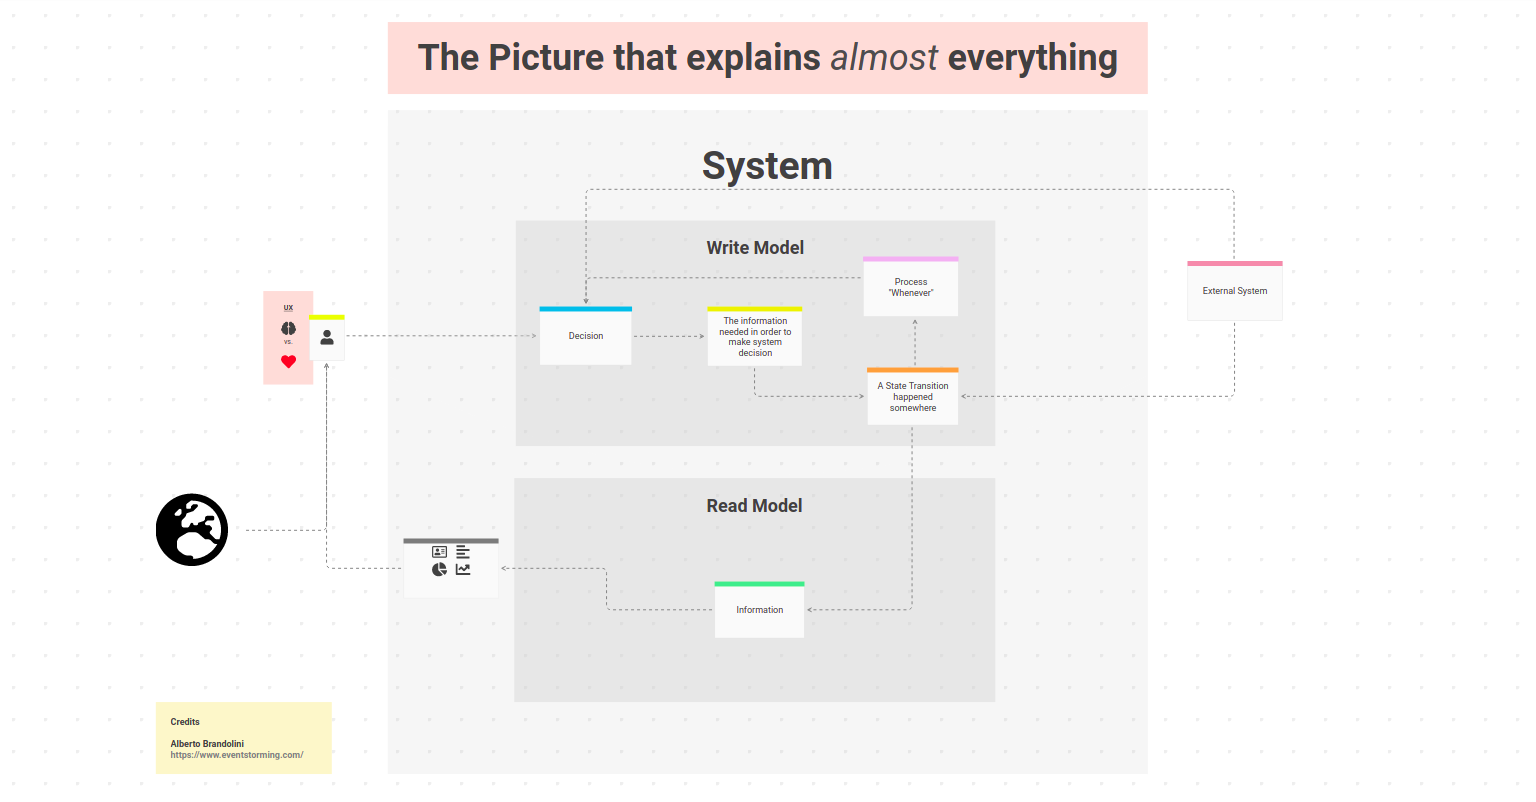 The Picture that explains almost everything
System
Write Model
Process
"Whenever"
External System
UX
vs.
Decision
The information
needed in order to
make system
decision
A State Transition
happened
somewhere
Read Model
Information
Credits
Alberto Brandolini
https://www.eventstorming.com/